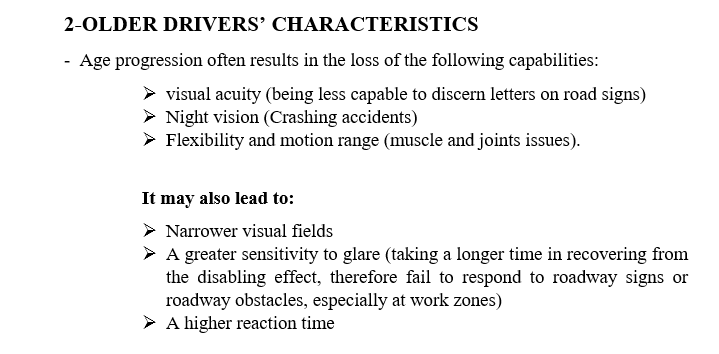 2-OLDER DRIVERS’ CHARACTERISTICS
- Age progression often results in the loss of the following capabilities:
➢ visual acuity (being less capable to discern letters on road signs)
➢ Night vision (Crashing accidents)
➢ Flexibility and motion range (muscle and joints issues).
It may also lead to:
➢ Narrower visual fields
➢ A greater sensitivity to glare (taking a longer time in recovering from
the disabling effect, therefore fail to respond to roadway signs or
roadway obstacles, especially at work zones)
➢ A higher reaction time